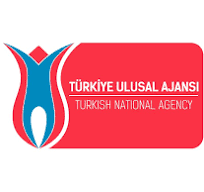 TÜRKİYE ULUSAL AJANSI
TURKISH NATIONAL AGENCY